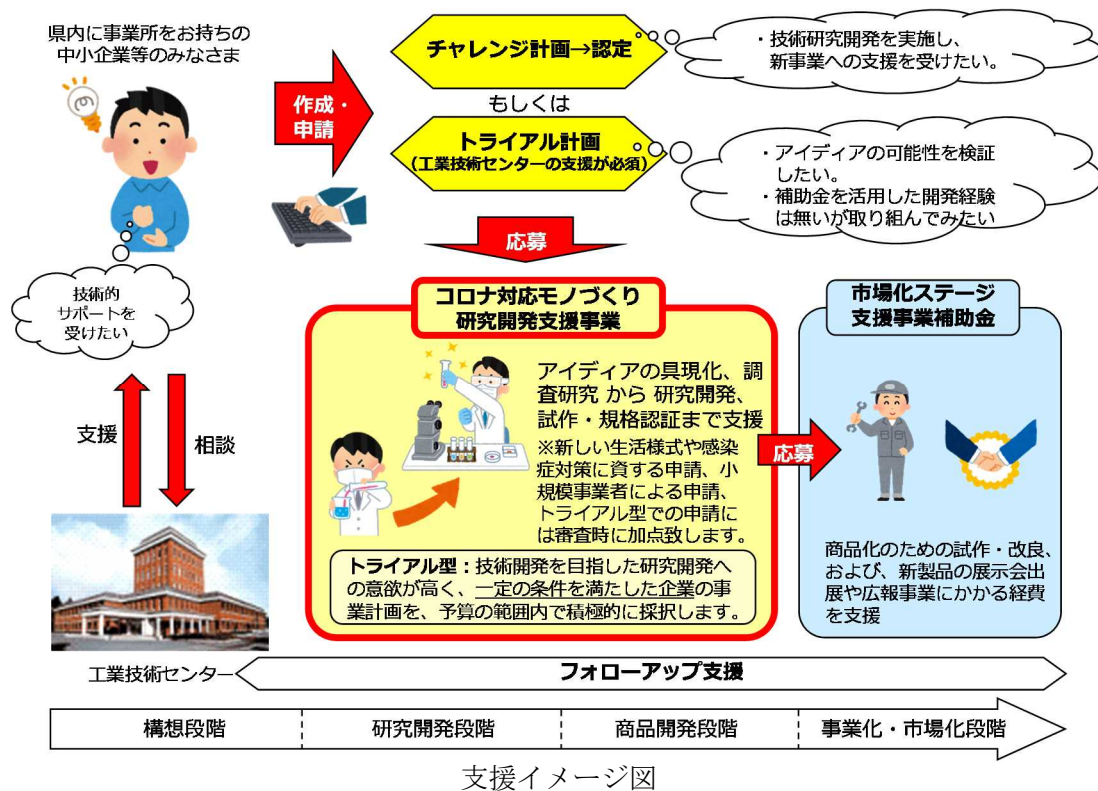 県内に事業所をお持ちの
中小企業等のみなさま
作成・
申請
チャレンジ計画→認定
・技術研究開発を実施し、
新事業への支援を受けたい。
もしくは
トライアル計画
(工業技術センターの支援が必須)
・アイディアの可能性を検証
したい。
・補助金を活用した開発経験
は無いが取り組んでみたい
応募
技術的
サポートを
受けたい
支援
相談
コロナ対応モノづくり
研究開発支援事業
アイディアの具現化、調
査研究 から 研究開発、
試作・規格認証まで支援
※新しい生活様式や感染
症対策に資する申請、小
規模事業者による申請、
トライアル型での申請に
は審査時に加点致します。
トライアル型：技術開発を目指した研究開発へ
の意欲が高く、一定の条件を満たした企業の事
業計画を、予算の範囲内で積極的に採択します。
応募
市場化ステージ
支援事業補助金
商品化のための試作・改良、
および、新製品の展示会出
展や広報事業にかかる経費
を支援
工業技術センター
フォローアップ支援
構想段階
研究開発段階
商品開発段階
事業化・市場化段階
支援イメージ図